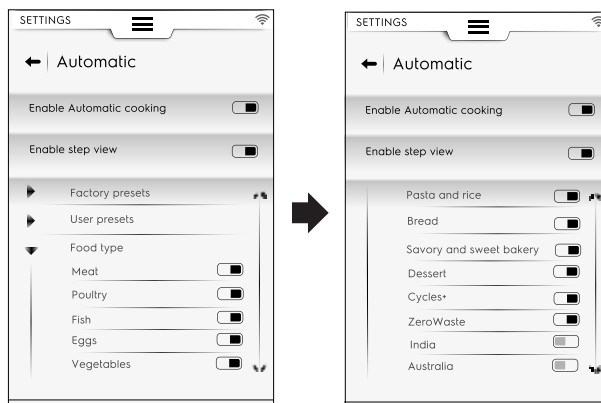 SETTINGS
Automatic
Enable Automatic cooking
Enable step view
Factory presets
User presets
Food type
Meat
Poultry
Fish
Eggs
Vegetables
SETTINGS
Automatic
Enable Automatic cooking
Enable step view
Pasta and rice
Bread
Savory and sweet bakery
Dessert
Cycles+
ZeroWaste
India
Australia